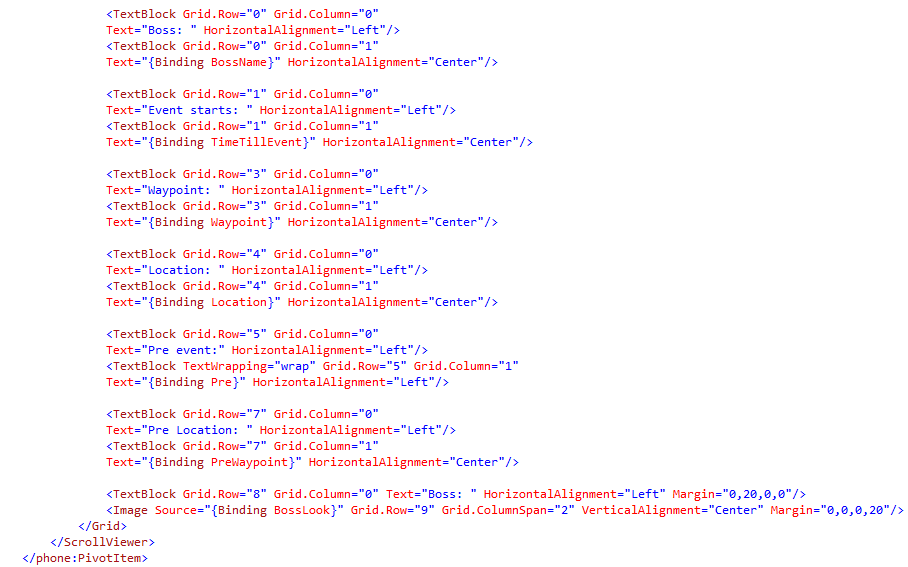 <TextBlock Grid.Row="0" Grid.Column="0"
Text="Boss: " HorizontalAlignment="Left"/>
<TextBlock Grid.Row="0" Grid.Column="1"
Text="{Binding BossName}" HorizontalAlignment="Center"/>
<TextBlock Grid.Row="1" Grid.Column="0"
Text="Event starts: " HorizontalAlignment="Left"/>
<TextBlock Grid.Row="1" Grid.Column="1"
Text="{Binding TimeTillEvent}" HorizontalAlignment="Center"/>
<TextBlock Grid.Row="3" Grid.Column="0"
Text="Waypoint: " HorizontalAlignment="Left"/>
<TextBlock Grid.Row="3" Grid.Column="1"
Text="{Binding Waypoint}" HorizontalAlignment="Center"/>
<TextBlock Grid.Row="4" Grid.Column="0"
Text="Location: " HorizontalAlignment="Left"/>
<TextBlock Grid.Row="4" Grid.Column="1"
Text="{Binding Location}" HorizontalAlignment="Center"/>
<TextBlock Grid.Row="5" Grid.Column="0"
Text="Pre event:" HorizontalAlignment="Left"/>
<TextBlock TextWrapping="wrap" Grid.Row="5" Grid.Column="1"
Text="{Binding Pre}" HorizontalAlignment="Left"/>
<TextBlock Grid.Row="7" Grid.Column="0"
Text="Pre Location: " HorizontalAlignment="Left"/>
<TextBlock Grid.Row="7" Grid.Column="1"
Text="{Binding PreWaypoint}" HorizontalAlignment="Center"/>
<TextBlock Grid.Row="8" Grid.Column="0" Text="Boss: " HorizontalAlignment="Left" Margin="0,20,0,0"/>
<Image Source="{Binding BossLook}" Grid.Row="9" Grid.ColumnSpan="2" VerticalAlignment="Center" Margin="0,0,0,20"/>
</Grid>
</ScrollViewer>
</phone:PivotItem>